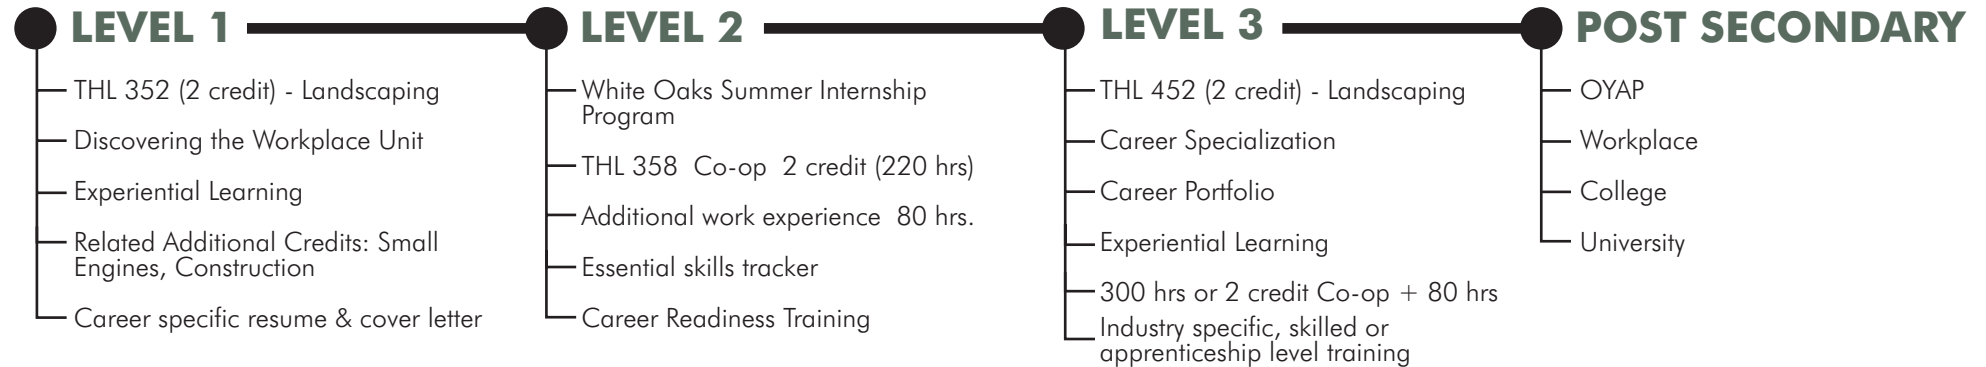 LEVEL 1
THL 352 (2 credit) - Landscaping
Discovering the Workplace Unit
Experiential Learning
Related Additional Credits: Small
Engines, Construction
Career specific resume & cover letter
LEVEL 2
White Oaks Summer Internship
Program
THL 358 Co-op 2 credit (220 hrs)
Additional work experience 80 hrs.
Essential skills tracker
Career Readiness Training
LEVEL 3
THL 452 (2 credit) - Landscaping
Career Specialization
Career Portfolio
Experiential Learning
300 hrs or 2 credit Co-op + 80 hrs
Industry specific, skilled or
apprenticeship level training
POST SECONDARY
OYAP
Workplace
College
University